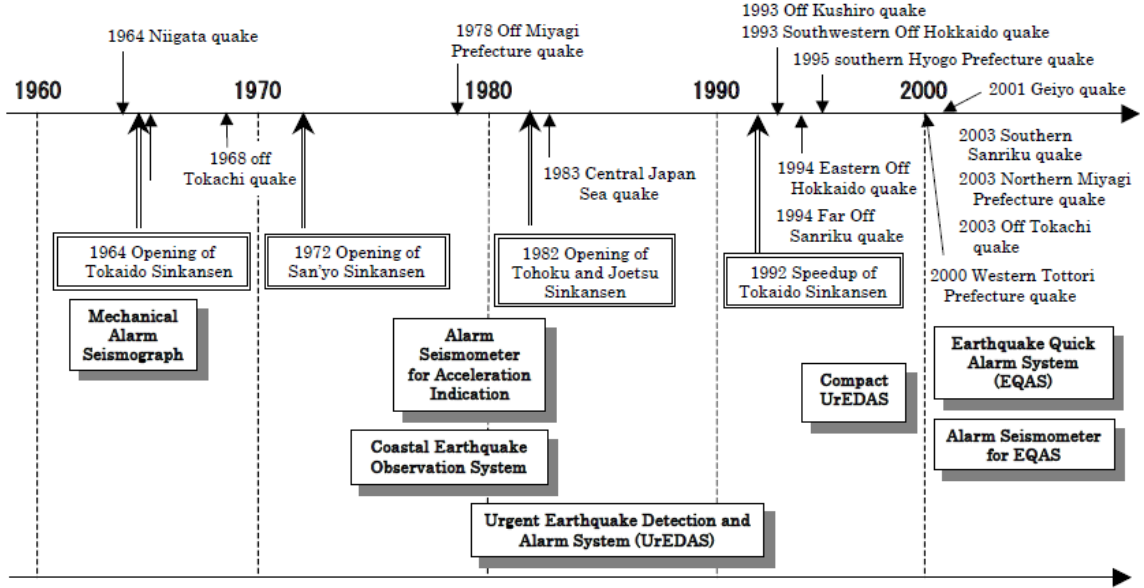 1993 Off Kushiro quake
1993 Southwestern Off Hokkaido quake
1964 Niigata quake
1978 Off Miyagi
Prefecture quake
1995 southern Hyogo Prefecture quake
1960
1970
1980
1990
2000
2001 Geiyo quake
1968 off
Tokachi quake
1983 Central Japan
Sea quake
1994 Eastern Off
Hokkaido quake
1994 Far Off
Sanriku quake
2003 Southern
Sanriku quake
2003 Northern Miyagi
Prefecture quake
2003 Off Tokachi
quake
2000 Western Tottori
Prefecture quake
1964 Opening of
Tokaido Sinkansen
1972 Opening of
San'yo Sinkansen
1982 Opening of
Tohoku and Joetsu
Sinkansen
1992 Speedup of
Tokaido Sinkansen
Mechanical
Alarm
Seismograph
Alarm
Seismometer
for Acceleration
Indication
Compact
UrEDAS
Earthquake Quick
Alarm System
(EQAS)
Coastal Earthquake
Observation System
Alarm Seismometer
for EQAS
Urgent Earthquake Detection and
Alarm System (UrEDAS)